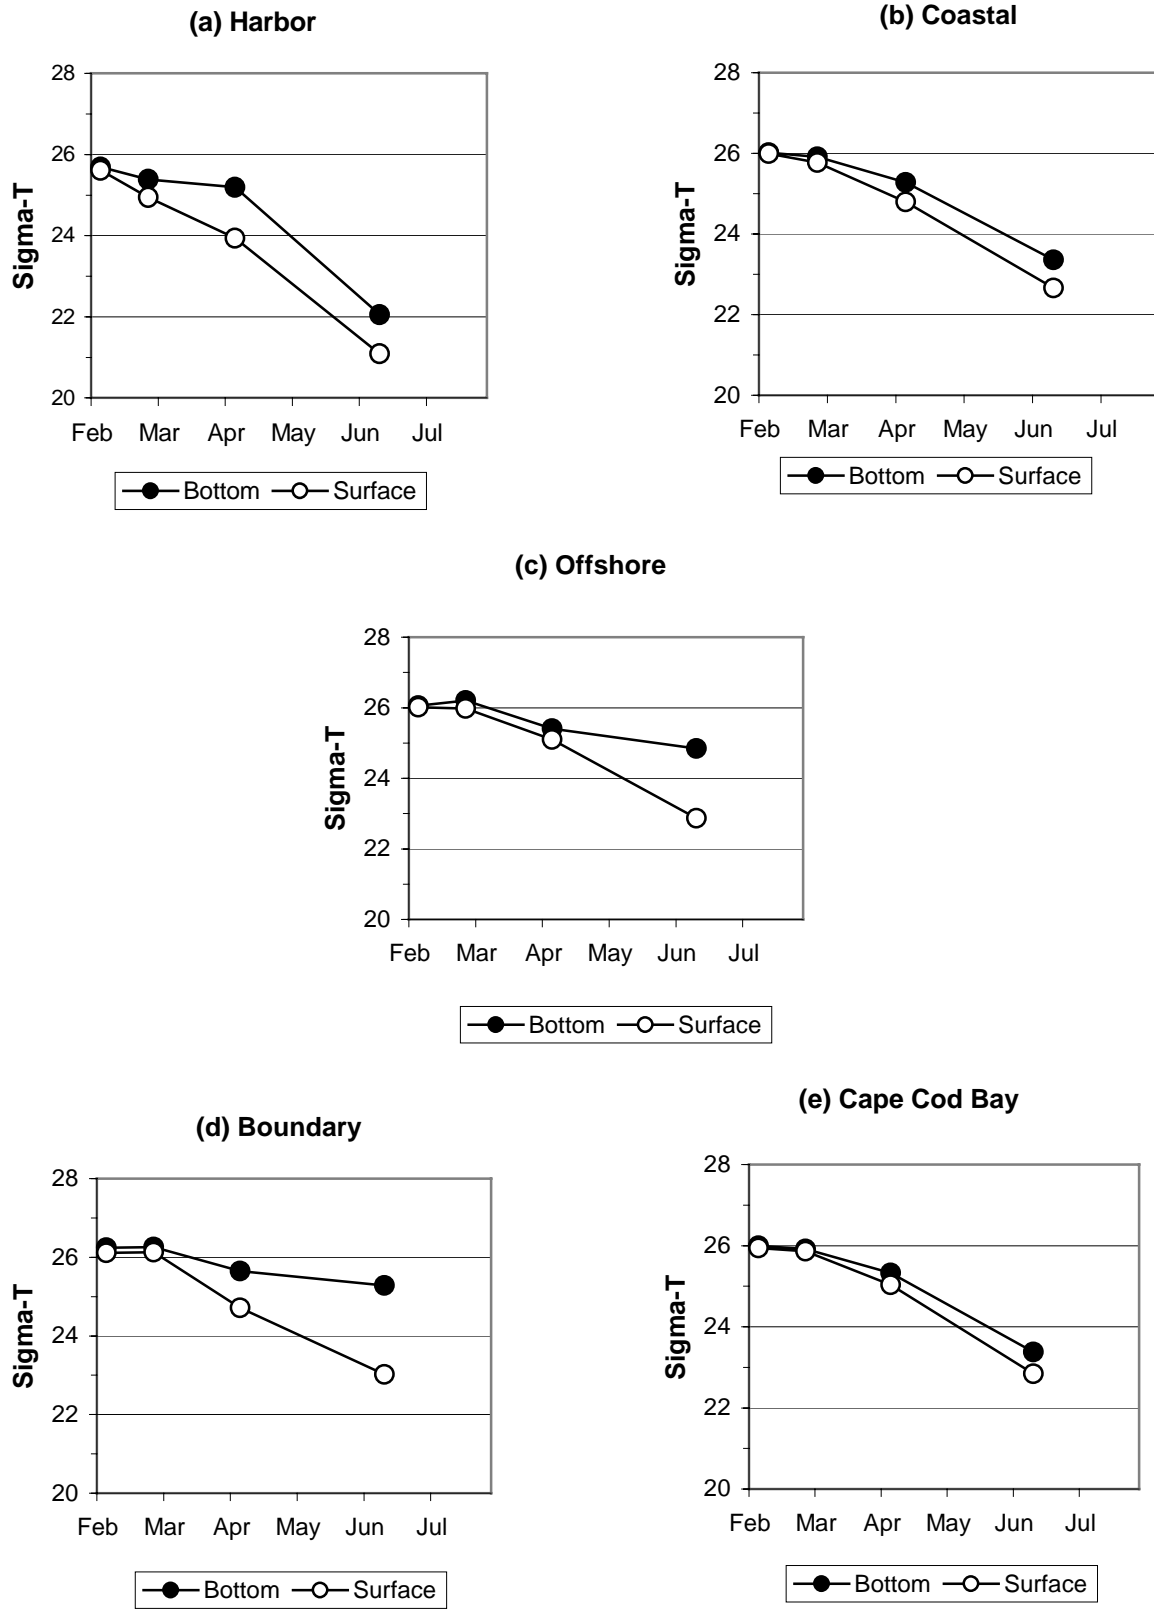 (a) Harbor
28
26
24
22
20
Sigma-T
Feb Mar Apr May Jun Jul
Bottom Surface
(b) Coastal
28
26
24
22
20
Sigma-T
Feb Mar Apr May Jun Jul
Bottom Surface
(c) Offshore
28
26
24
22
20
Sigma-T
Feb Mar Apr May Jun Jul
Bottom Surface
(d) Boundary
28
26
24
22
20
Sigma-T
Feb Mar Apr May Jun Jul
Bottom Surface
(e) Cape Cod Bay
28
26
24
22
20
Sigma-T
Feb Mar Apr May Jun Jul
Bottom Surface